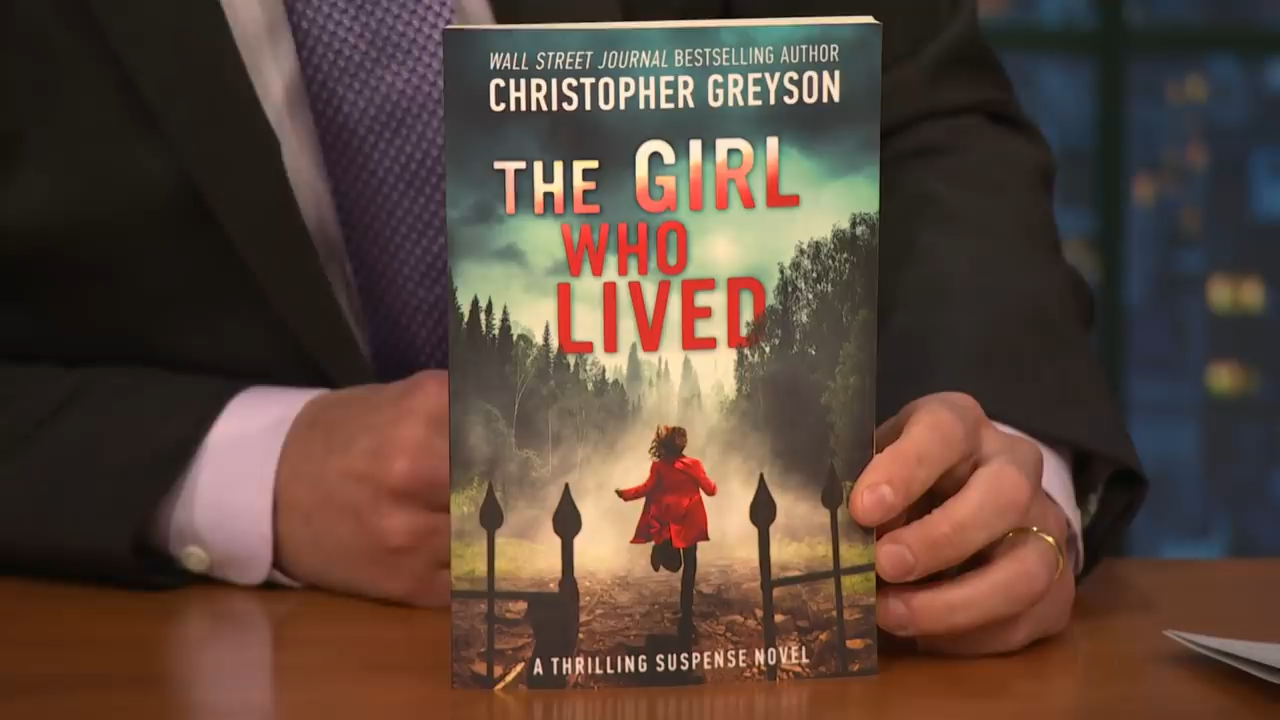 WALL STREET JOURNAL BESTSELLING AUTHOR
CHRISTOPHER GREYSON
THE GIRL
WHO
LIVED
A THRILLING SUSPENSE NOVEL